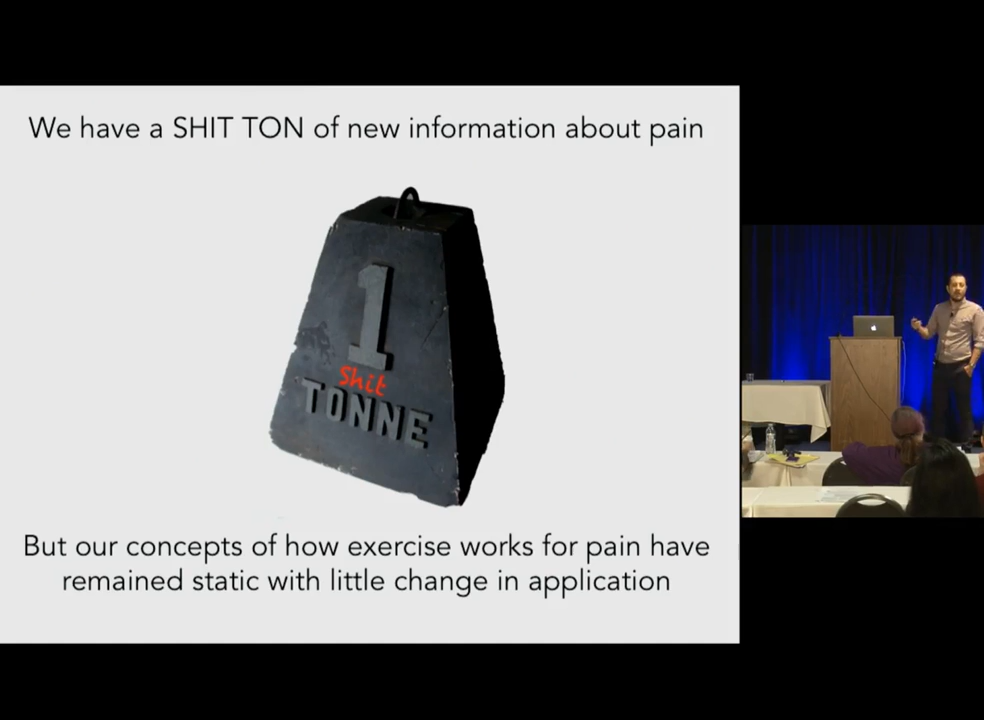 We have a SHIT TON of new information about pain
1
Shit
TONNE
But our concepts of how exercise works for pain have
remained static with little change in application